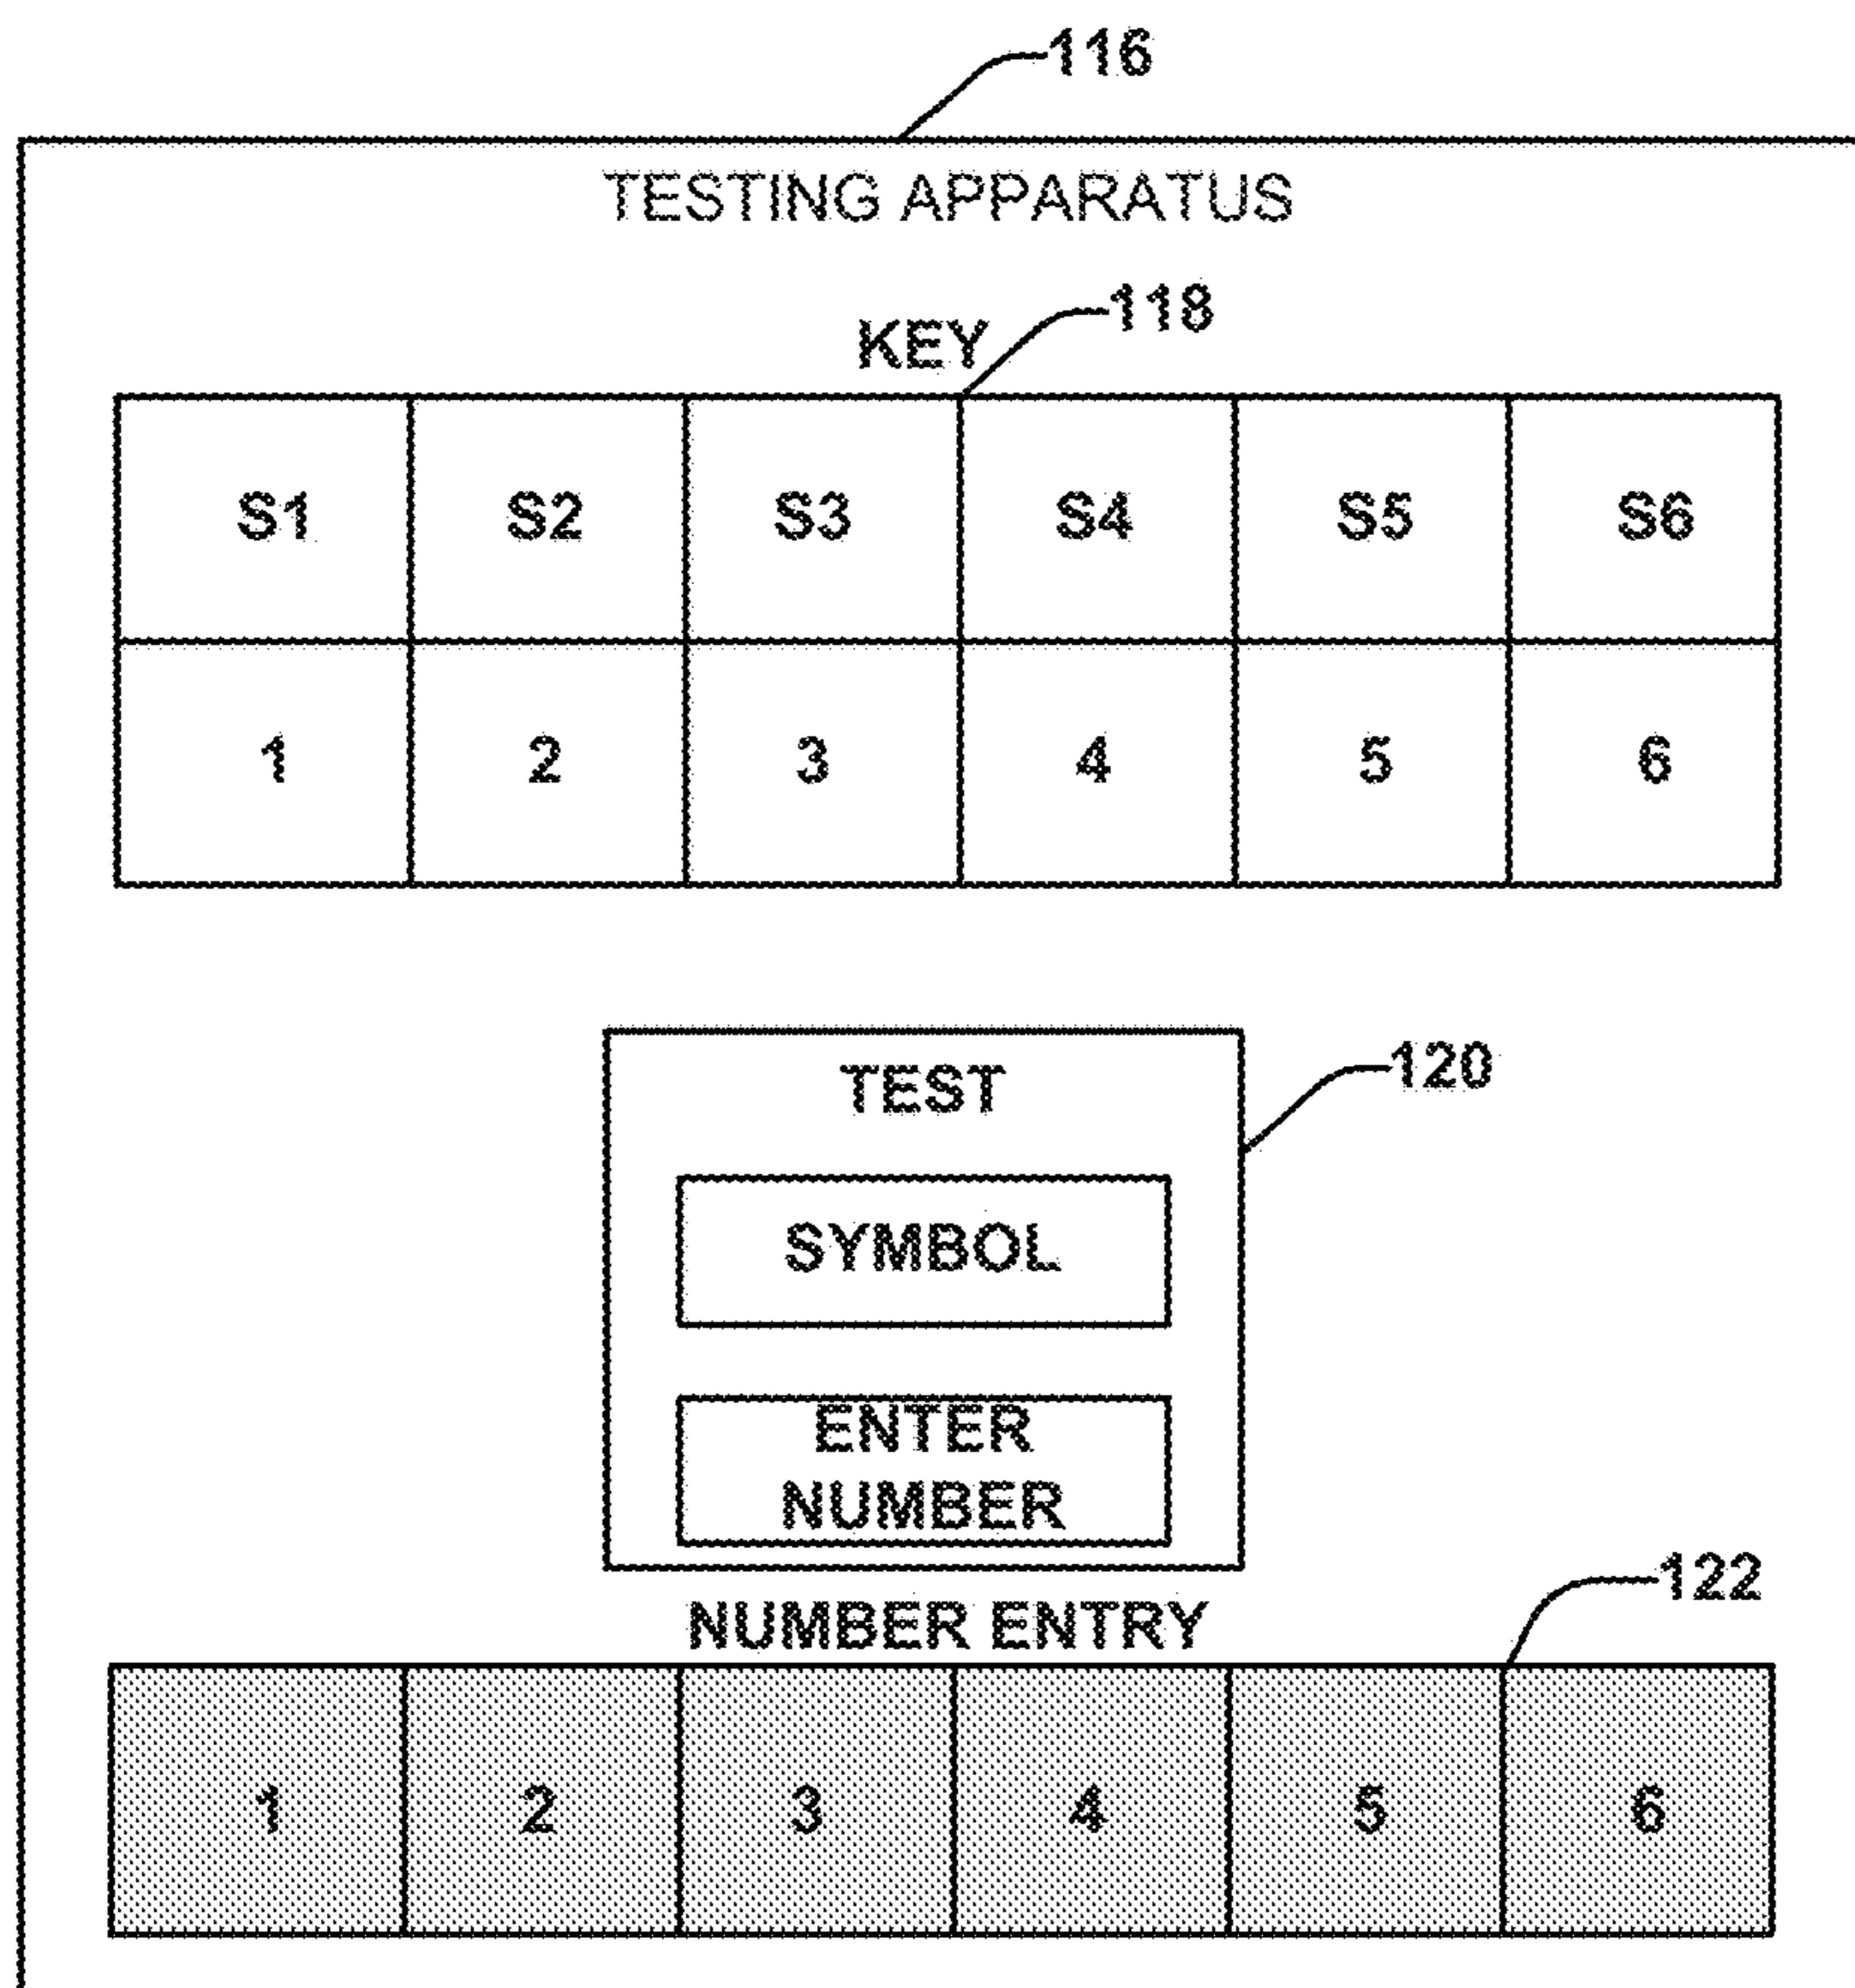 116
TESTING APPARATUS
118
KEY
S1 S2 S3 S4 S5 S6
1 2 3 4 5 6
TEST
120
SYMBOL
ENTER
NUMBER
122
NUMBER ENTRY
1 2 3 4 5 6